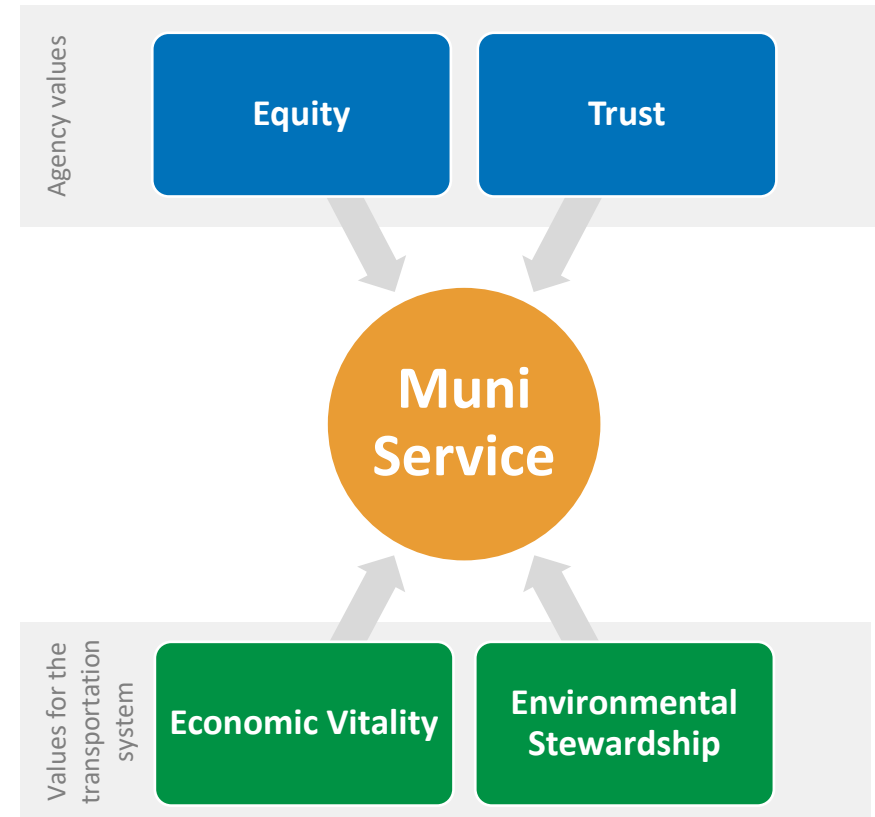 Agency values
Equity
Trust
Muni
Service
Values for the
transportation
system
Economic Vitality
Environmental
Stewardship